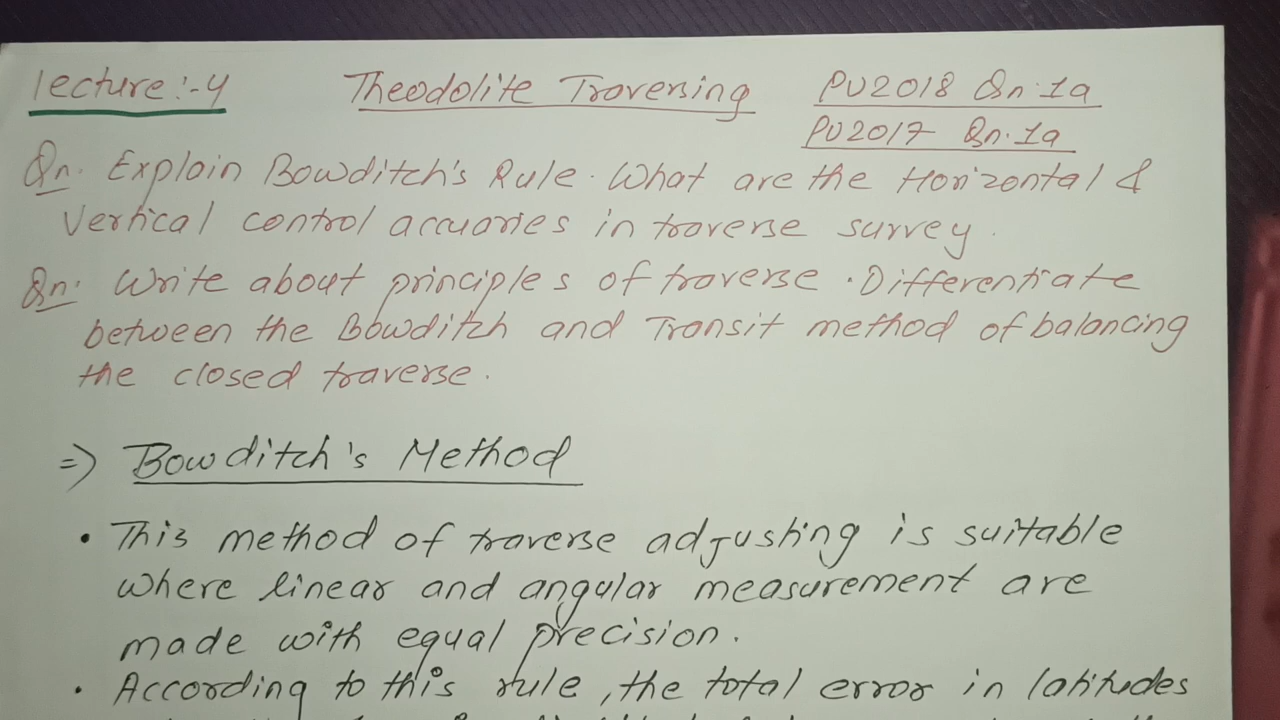 Lecture:-4 Theodolite Traversing PU2018 Qn.1a
PU2017 Qn.1a
Qn. Explain Bowditch's Rule. What are the Horizontal &
Vertical control accuaries in traverse survey.
Qn. Write about principles of traverse. Differentiate
between the Bowditch and Transit method of balancing
the closed traverse.
=> Bowditch's Method
• This method of traverse adjusting is suitable
where linear and angular measurement are
made with equal precision.
• According to this rule, the total error in latitudes